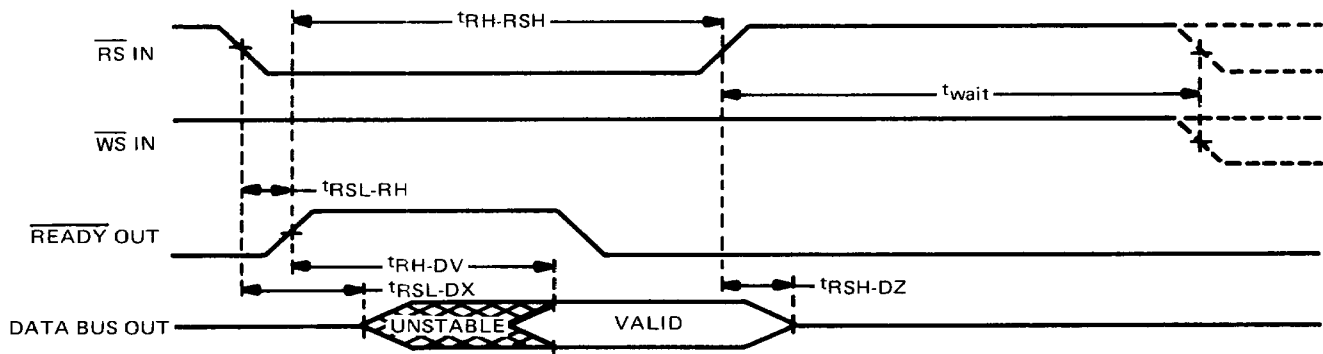 tRH-RSH
RS IN
twait
WS IN
tRSL-RH
READY OUT
tRH-DV
tRSL-DX
tRSH-DZ
DATA BUS OUT
UNSTABLE
VALID